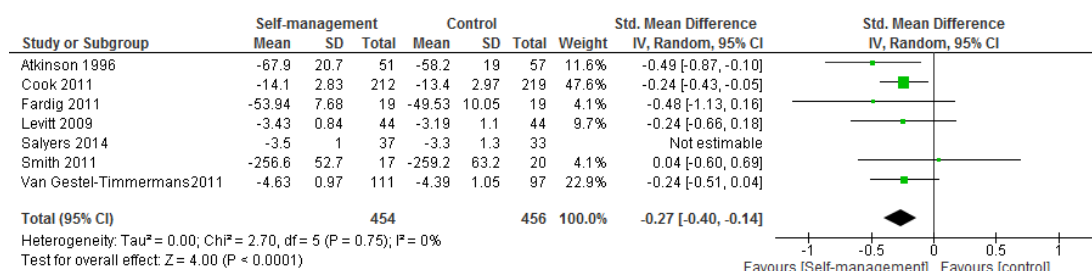 Self-management Control Std. Mean Difference Std. Mean Difference
Study or Subgroup Mean SD Total Mean SD Total Weight IV, Random, 95% CI IV, Random, 95% CI
Atkinson 1996 -67.9 20.7 51 -58.2 19 57 11.6% -0.49 [-0.87, -0.10]
Cook 2011 -14.1 2.83 212 -13.4 2.97 219 47.6% -0.24 [-0.43, -0.05]
Fardig 2011 -53.94 7.68 19 -49.53 10.05 19 4.1% -0.48 [-1.13, 0.16]
Levitt 2009 -3.43 0.84 44 -3.19 1.1 44 9.7% -0.24 [-0.66, 0.18]
Salyers 2014 -3.5 1 37 -3.3 1.3 33 Not estimable
Smith 2011 -256.6 52.7 17 -259.2 63.2 20 4.1% 0.04 [-0.60, 0.69]
Van Gestel-Timmermans2011 -4.63 0.97 111 -4.39 1.05 97 22.9% -0.24 [-0.51, 0.04]
Total (95% CI) 454 456 100.0% -0.27 [-0.40, -0.14]
Heterogeneity: Tau² = 0.00; Chi² = 2.70, df = 5 (P = 0.75); I² = 0%
Test for overall effect: Z = 4.00 (P < 0.0001)
-1 -0.5 0 0.5 1
Favours [Self-management] Favours [control]